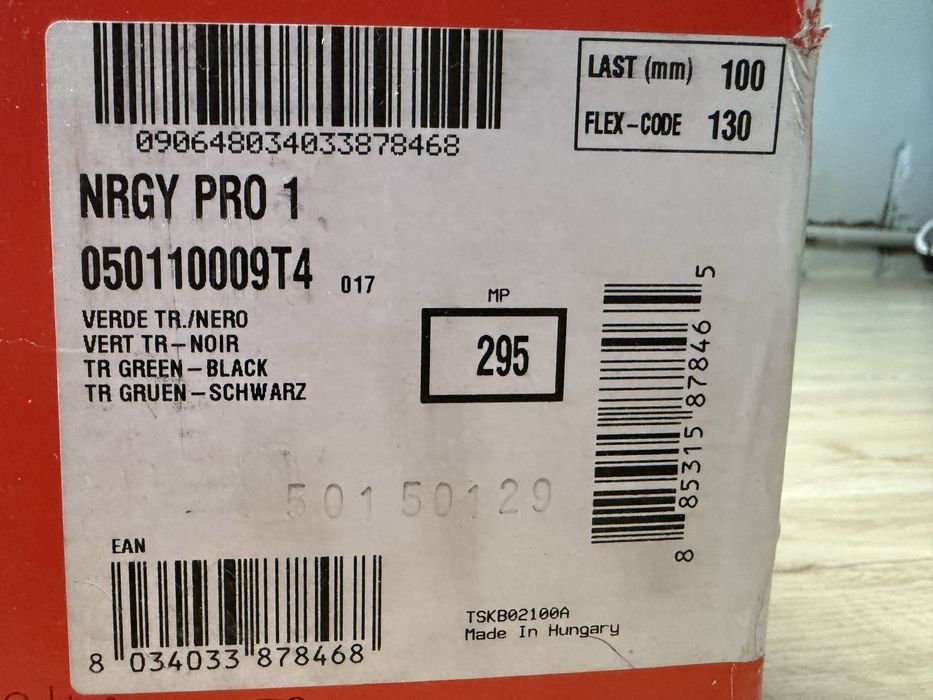 LAST (mm) 100
FLEX-CODE 130
090648034033878468
NRGY PRO 1
050110009T4 017
VERDE TR./NERO
VERT TR-NOIR
TR GREEN-BLACK
TR GRUEN-SCHWARZ
MP
295
8 85315 87846 5
50150129
EAN
8 034033 878468
TSKB02100A
Made In Hungary